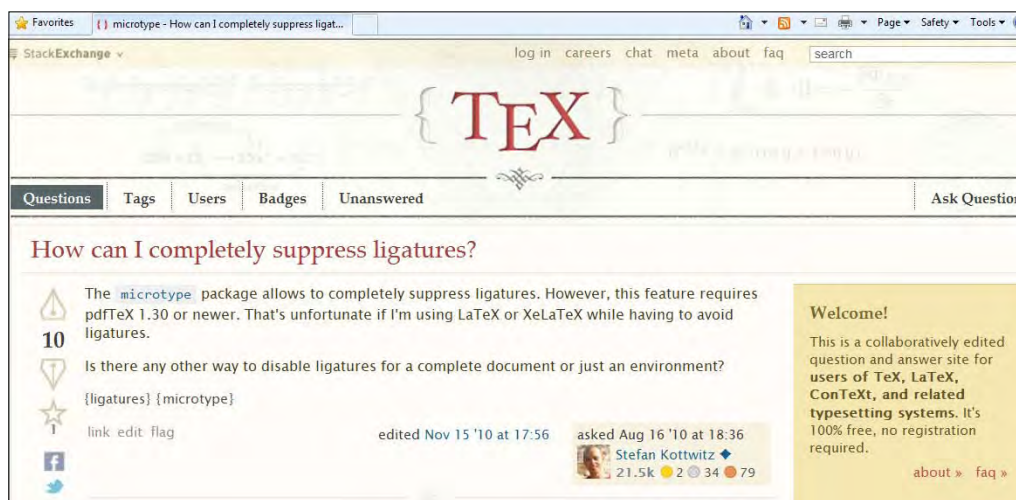 Favorites
{ } microtype - How can I completely suppress ligat...
Page
Safety
Tools
StackExchange
log in careers chat meta about faq
search
{ TEX }
Questions
Tags
Users
Badges
Unanswered
Ask Question
How can I completely suppress ligatures?
The microtype package allows to completely suppress ligatures. However, this feature requires
pdfTeX 1.30 or newer. That's unfortunate if I'm using LaTeX or XeLaTeX while having to avoid
ligatures.
10
Is there any other way to disable ligatures for a complete document or just an environment?
{ligatures} {microtype}
1
link edit flag
edited Nov 15 '10 at 17:56
asked Aug 16 '10 at 18:36
Stefan Kottwitz
21.5k 2 34 79
Welcome!
This is a collaboratively edited
question and answer site for
users of TeX, LaTeX,
ConTeXt, and related
typesetting systems. It's
100% free, no registration
required.
about » faq »